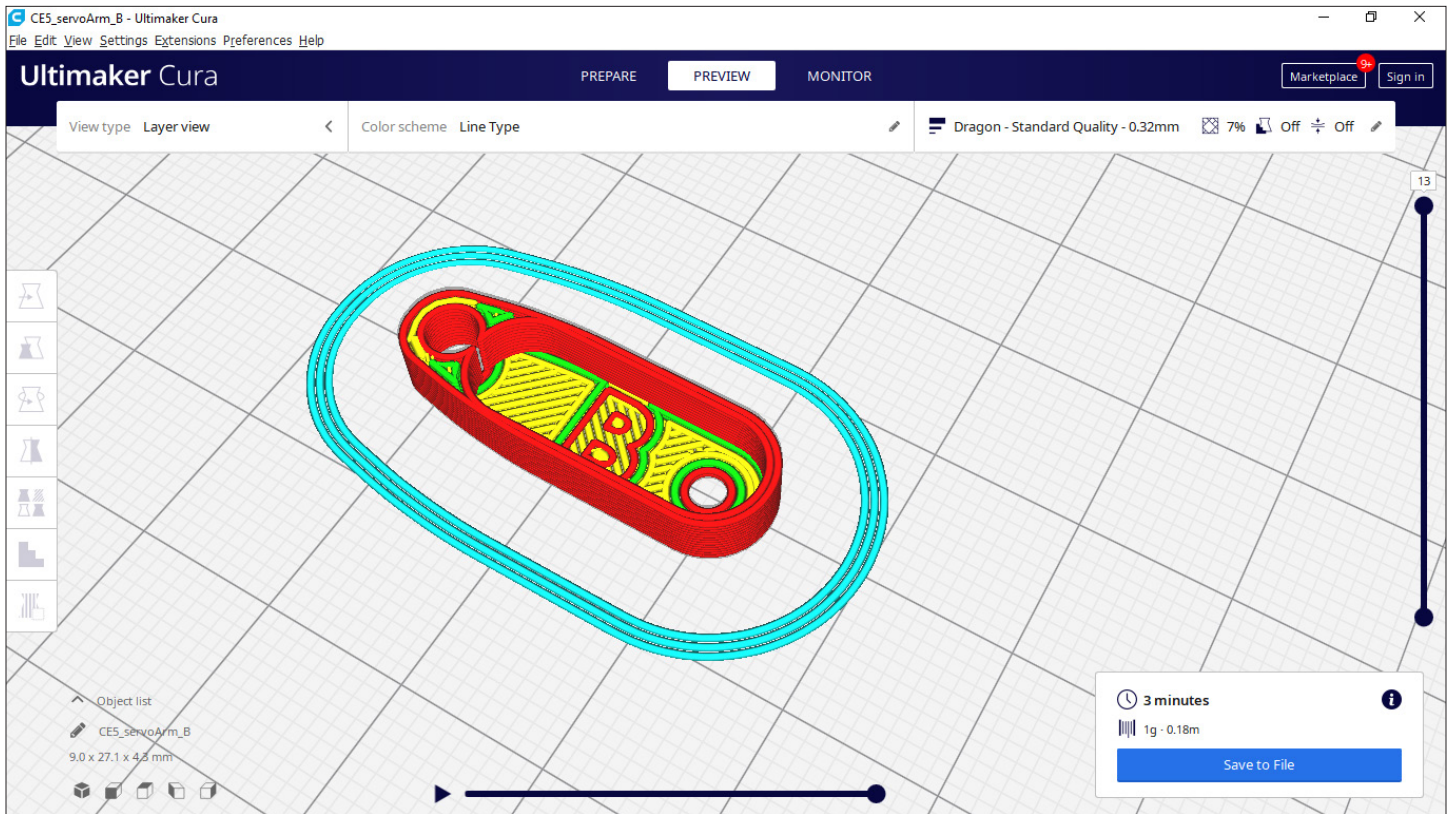 CE5_servoArm_B - Ultimaker Cura
File Edit View Settings Extensions Preferences Help
Ultimaker Cura
PREPARE
PREVIEW
MONITOR
Marketplace
9+
Sign in
View type Layer view
Color scheme Line Type
Dragon - Standard Quality - 0.32mm 7% Off Off
13
B
Object list
CE5_servoArm_B
9.0 x 27.1 x 4.3 mm
3 minutes
1g · 0.18m
Save to File